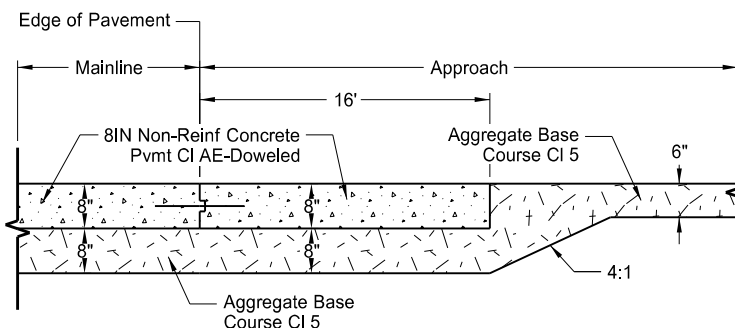 Edge of Pavement
Mainline
Approach
16'
8IN Non-Reinf Concrete
Pvmt Cl AE-Doweled
Aggregate Base
Course Cl 5
6"
8"
8"
8"
8"
4:1
Aggregate Base
Course Cl 5